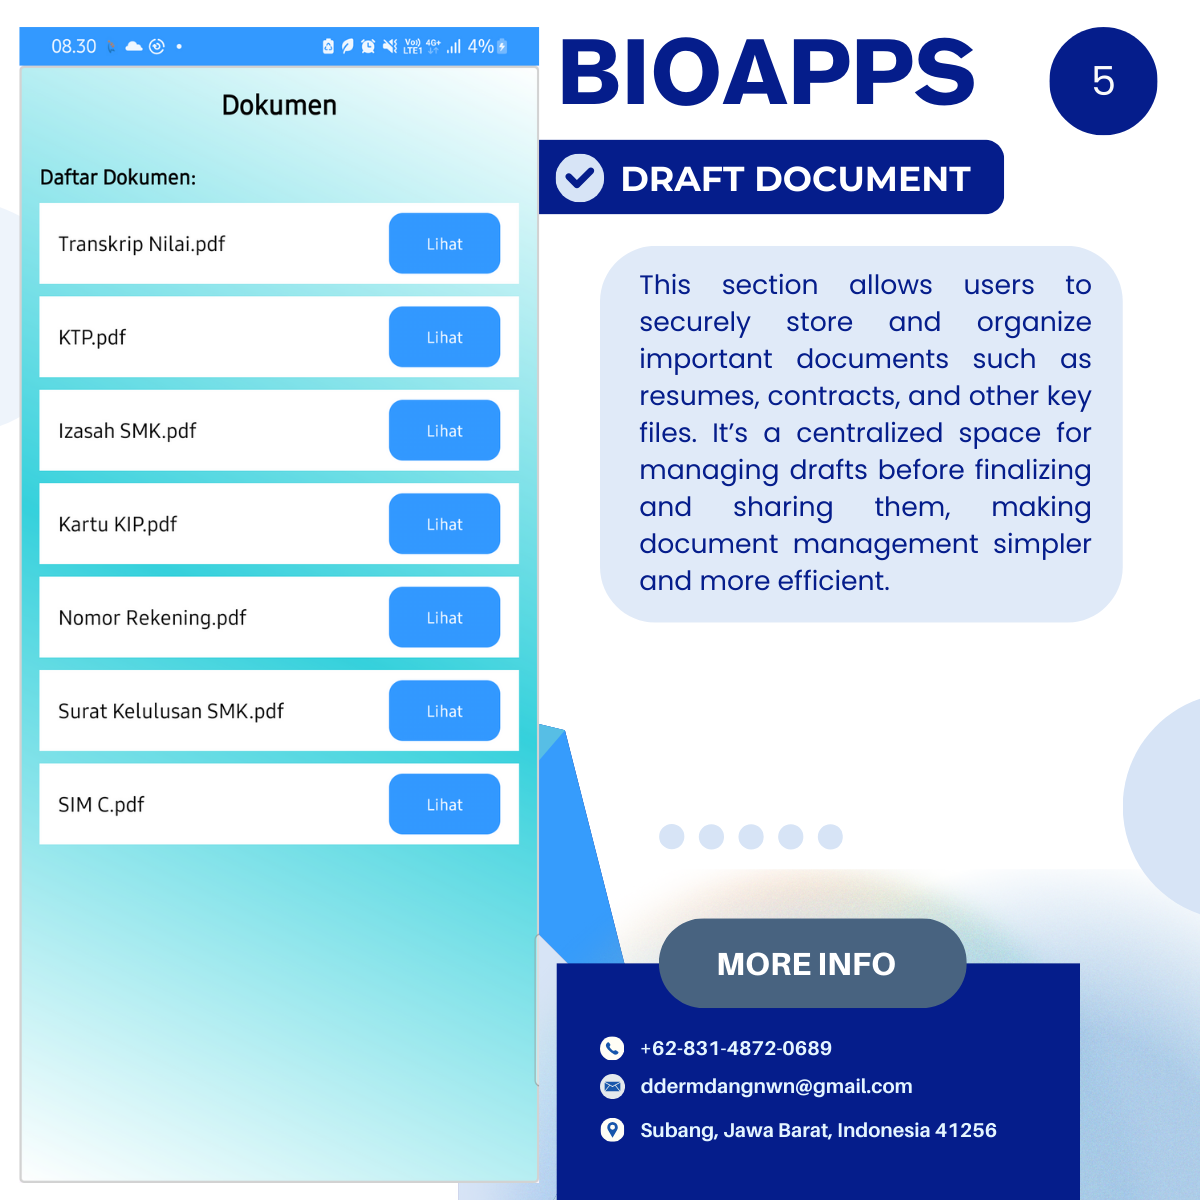 08.30
Voo) 4G+
LTE1
4%
Dokumen
Daftar Dokumen:
Transkrip Nilai.pdf
Lihat
KTP.pdf
Lihat
Izasah SMK.pdf
Lihat
Kartu KIP.pdf
Lihat
Nomor Rekening.pdf
Lihat
Surat Kelulusan SMK.pdf
Lihat
SIM C.pdf
Lihat
BIOAPPS
5
DRAFT DOCUMENT
This section allows users to
securely store and organize
important documents such as
resumes, contracts, and other key
files. It’s a centralized space for
managing drafts before finalizing
and sharing them, making
document management simpler
and more efficient.
MORE INFO
+62-831-4872-0689
ddermdangnwn@gmail.com
Subang, Jawa Barat, Indonesia 41256